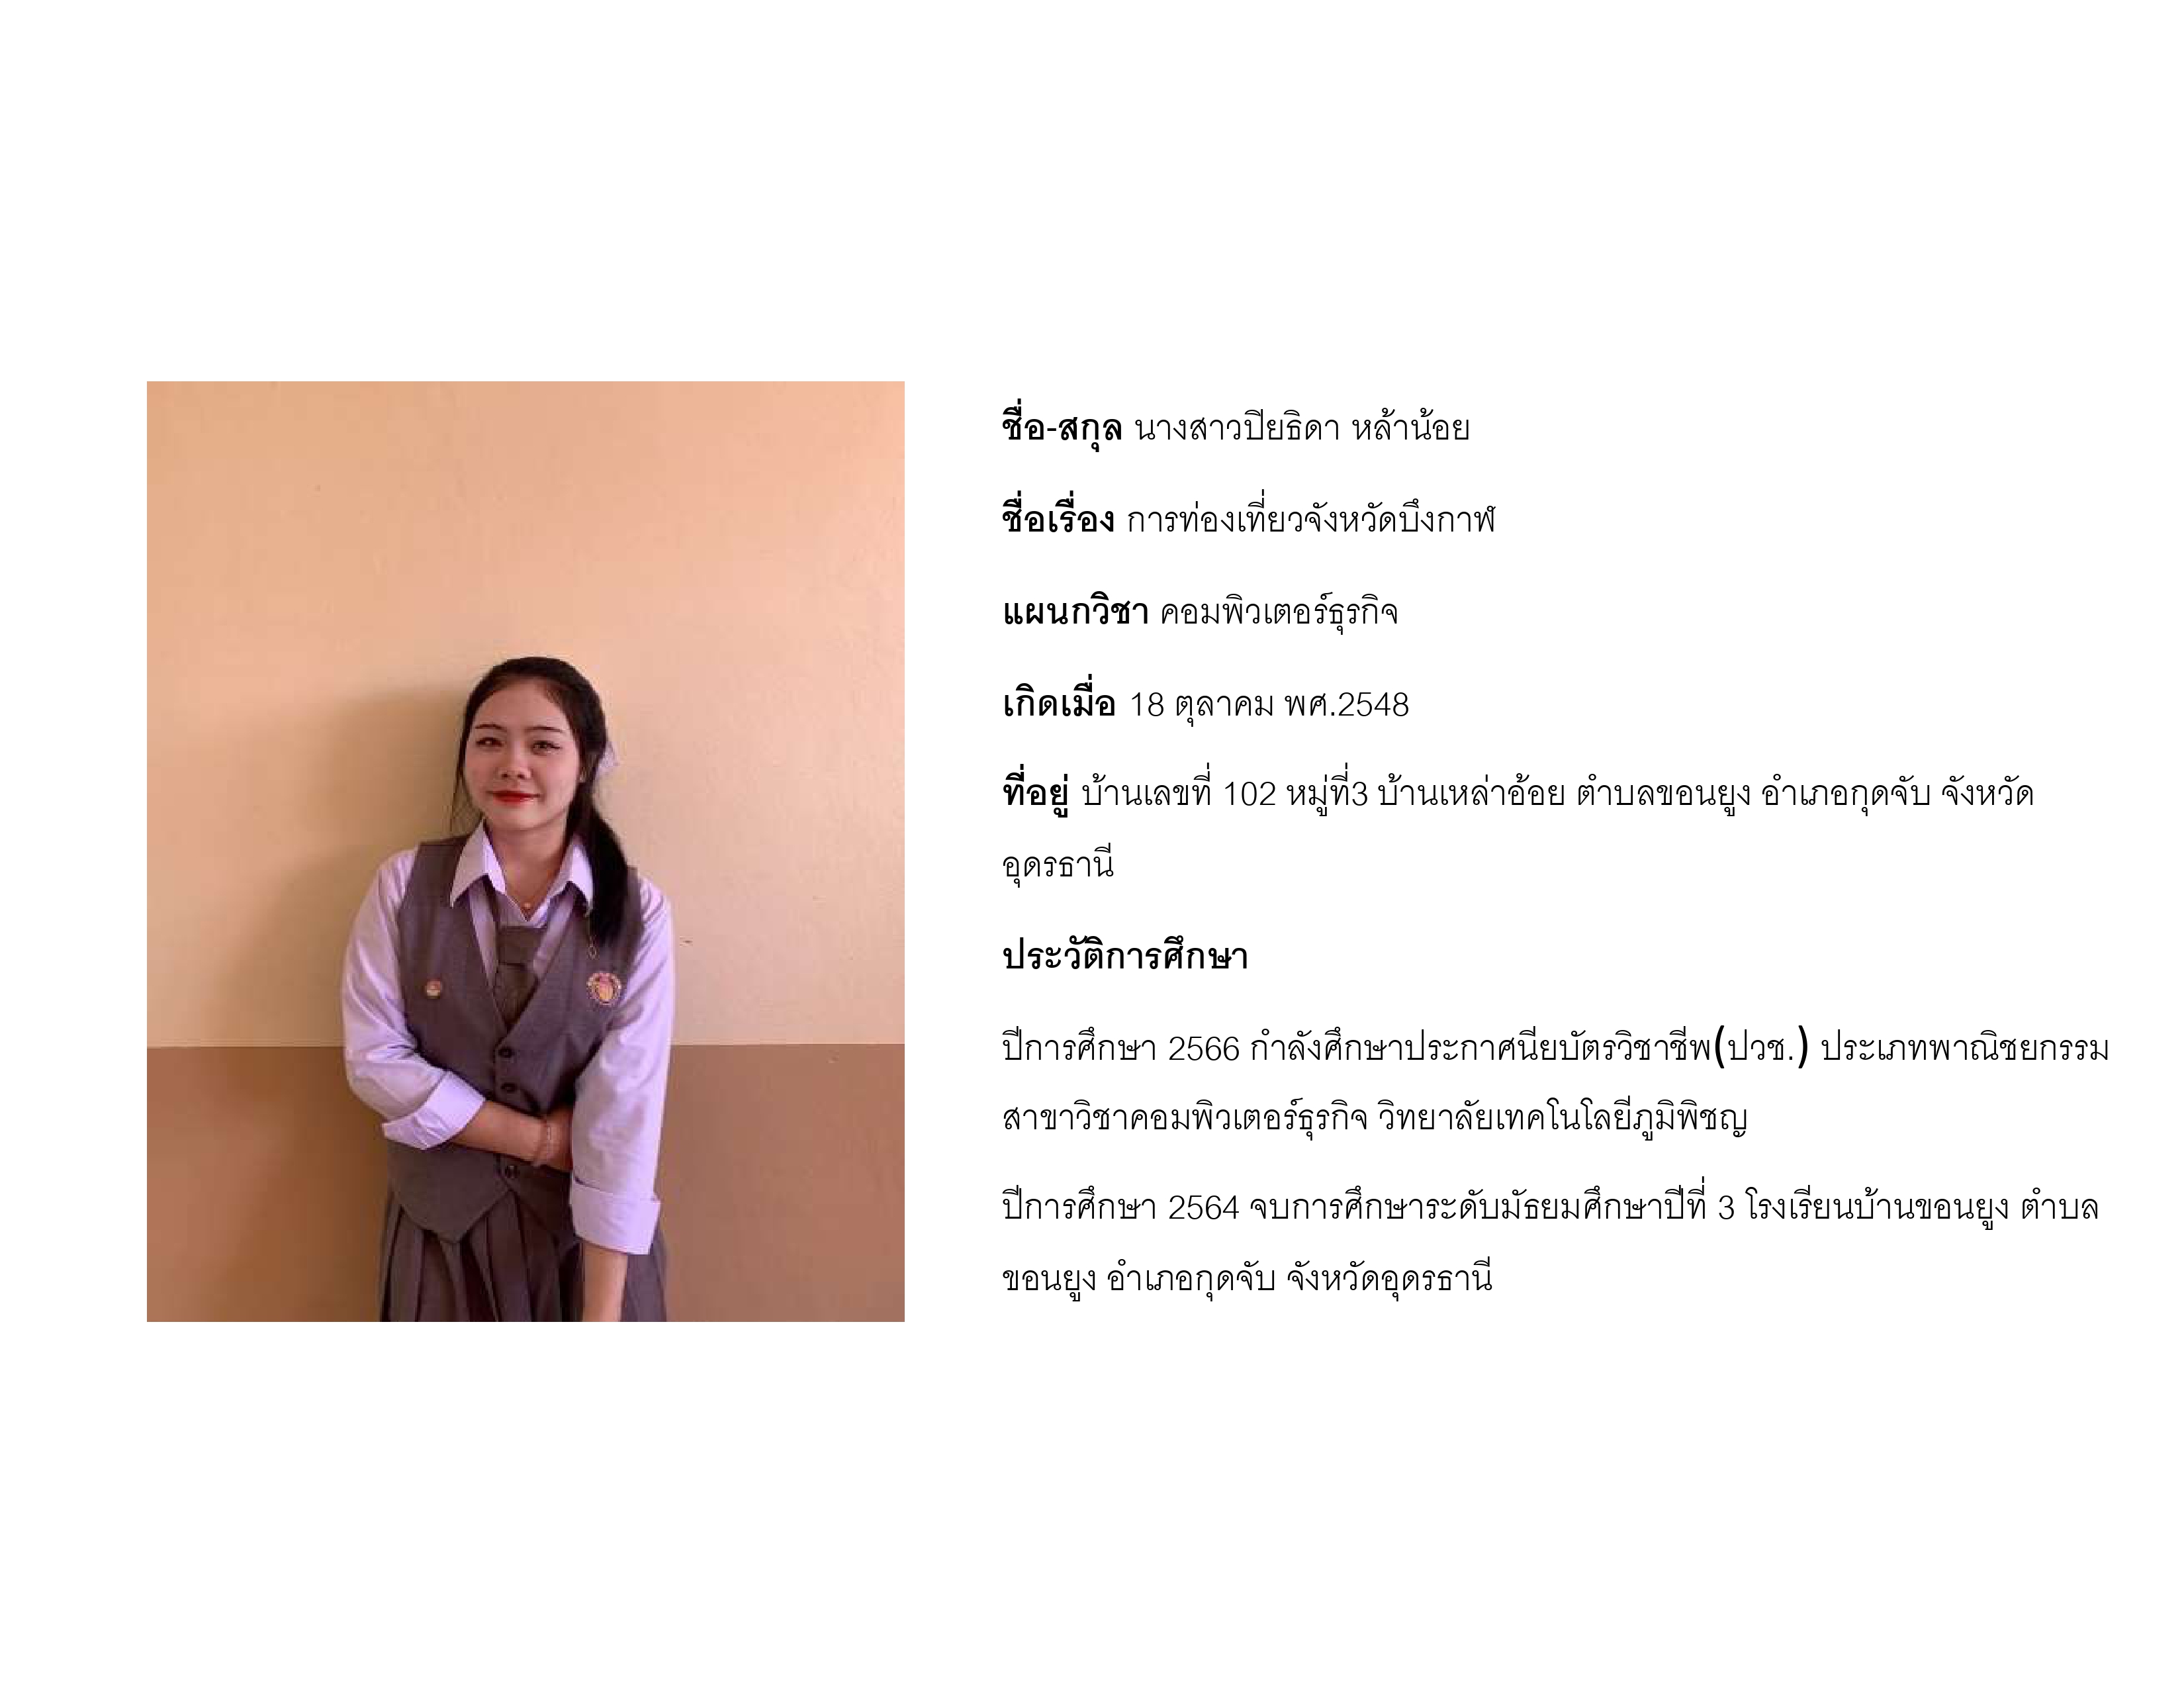 ชื่อ-สกุล นางสาวปิยธิดา หล้าน้อย
ชื่อเรื่อง การท่องเที่ยวจังหวัดบึงกาฬ
แผนกวิชา คอมพิวเตอร์ธุรกิจ
เกิดเมื่อ 18 ตุลาคม พศ.2548
ที่อยู่ บ้านเลขที่ 102 หมู่ที่3 บ้านเหล่าอ้อย ตำบลขอนยูง อำเภอกุดจับ จังหวัด
อุดรธานี
ประวัติการศึกษา
ปีการศึกษา 2566 กำลังศึกษาประกาศนียบัตรวิชาชีพ(ปวช.) ประเภทพาณิชยกรรม
สาขาวิชาคอมพิวเตอร์ธุรกิจ วิทยาลัยเทคโนโลยีภูมิพิชญ
ปีการศึกษา 2564 จบการศึกษาระดับมัธยมศึกษาปีที่ 3 โรงเรียนบ้านขอนยูง ตำบล
ขอนยูง อำเภอกุดจับ จังหวัดอุดรธานี